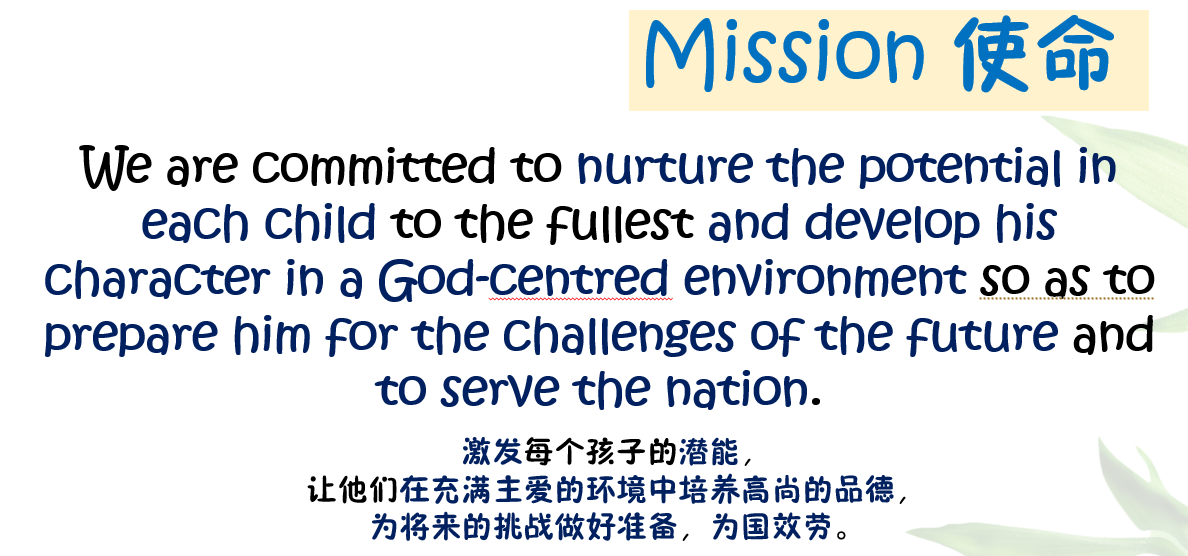 Mission 使命
We are committed to nurture the potential in
each child to the fullest and develop his
character in a God-centred environment so as to
prepare him for the challenges of the future and
to serve the nation.
激发每个孩子的潜能，
让他们在充满主爱的环境中培养高尚的品德，
为将来的挑战做好准备，为国效劳。